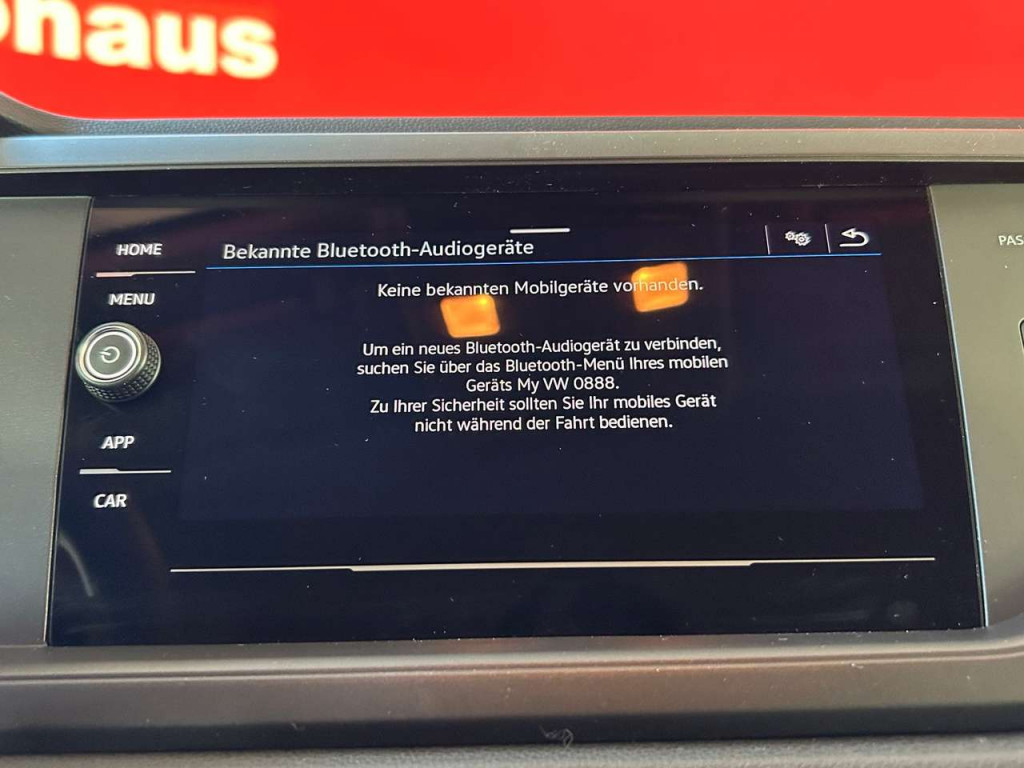 haus
HOME
MENU
APP
CAR
Bekannte Bluetooth-Audiogeräte
Keine bekannten Mobilgeräte vorhanden.
Um ein neues Bluetooth-Audiogerät zu verbinden,
suchen Sie über das Bluetooth-Menü Ihres mobilen
Geräts My VW 0888.
Zu Ihrer Sicherheit sollten Sie Ihr mobiles Gerät
nicht während der Fahrt bedienen.
PAS